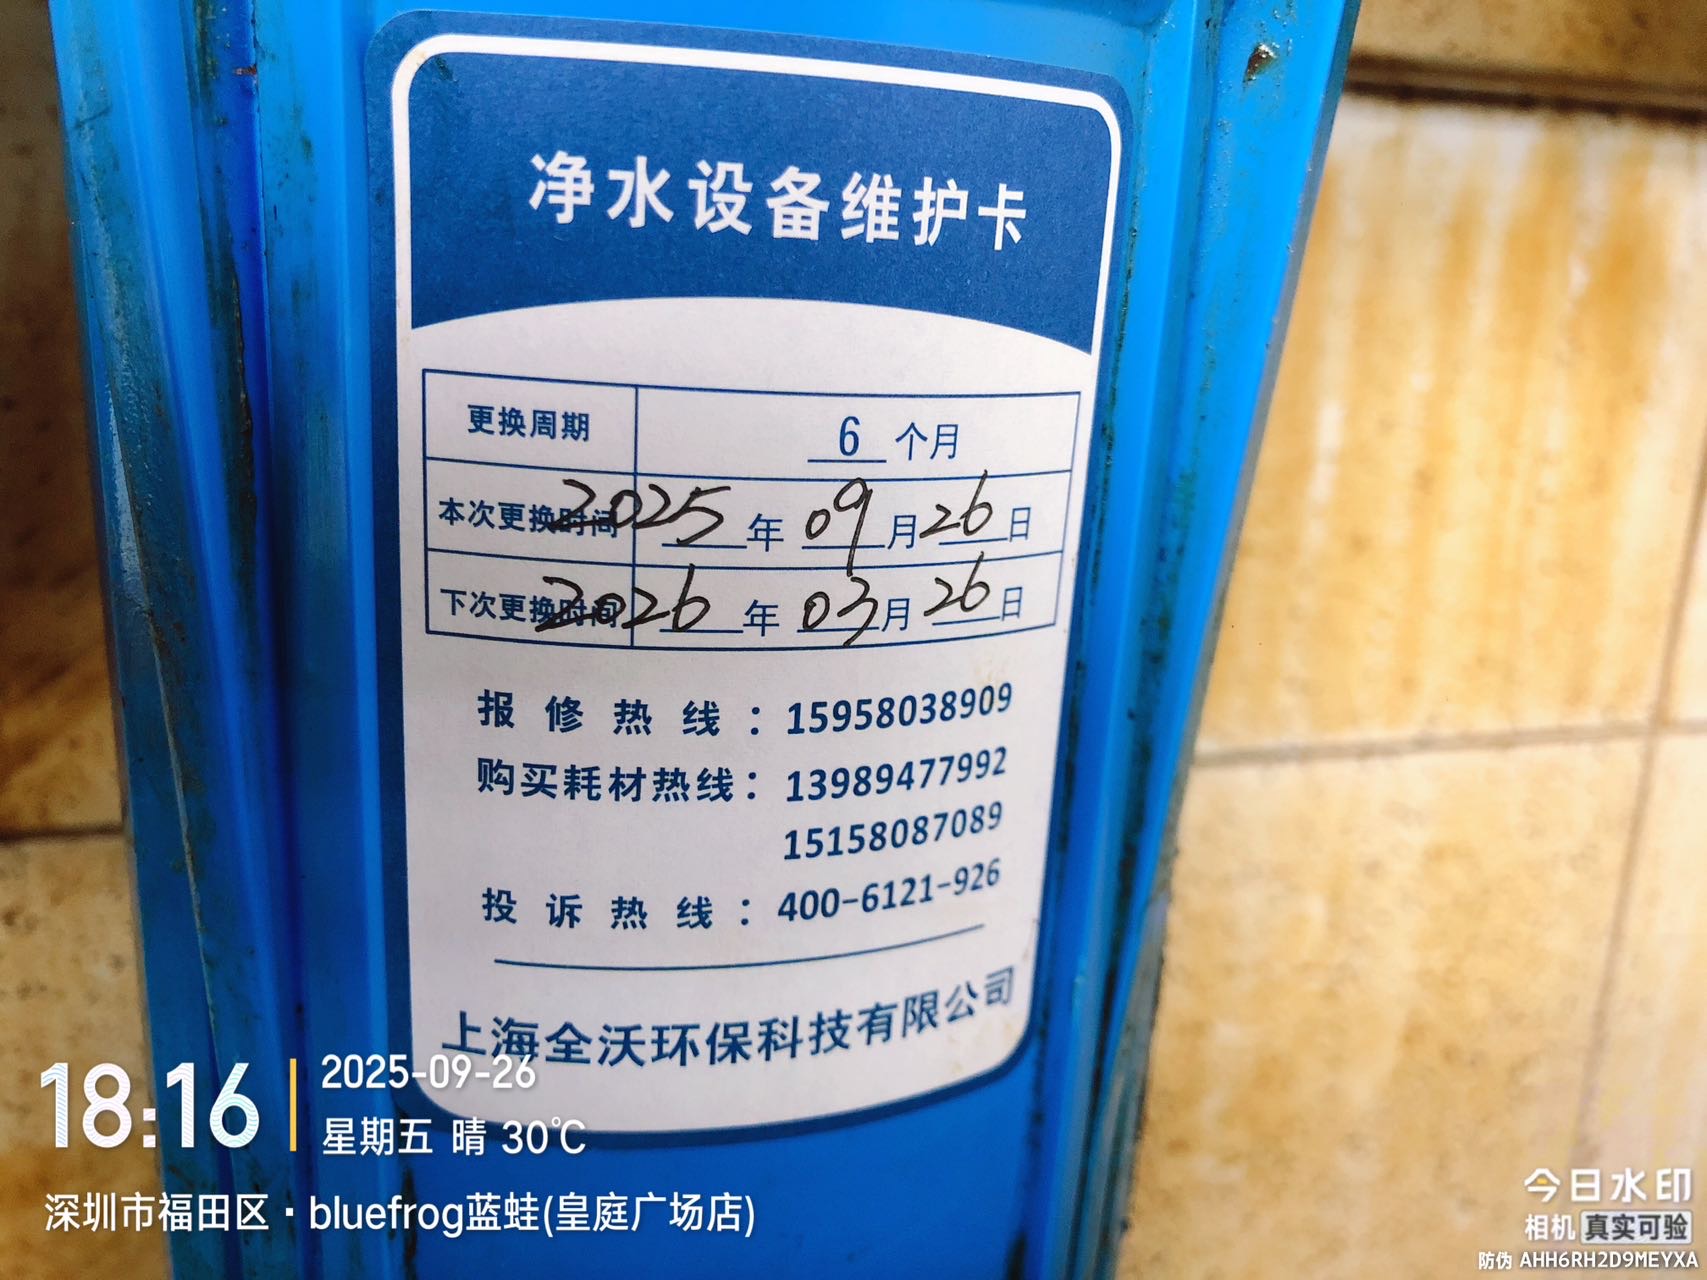 净水设备维护卡
更换周期 6 个月
本次更换时间 2025 年 09 月 26 日
下次更换时间 2026 年 03 月 26 日
报修热线：15958038909
购买耗材热线：13989477992
15158087089
投诉热线：400-6121-926
上海全沃环保科技有限公司
18:16
2025-09-26
星期五 晴 30℃
深圳市福田区·bluefrog蓝蛙(皇庭广场店)
今日水印
相机 真实可验
防伪 AHH6RH2D9MEYXA